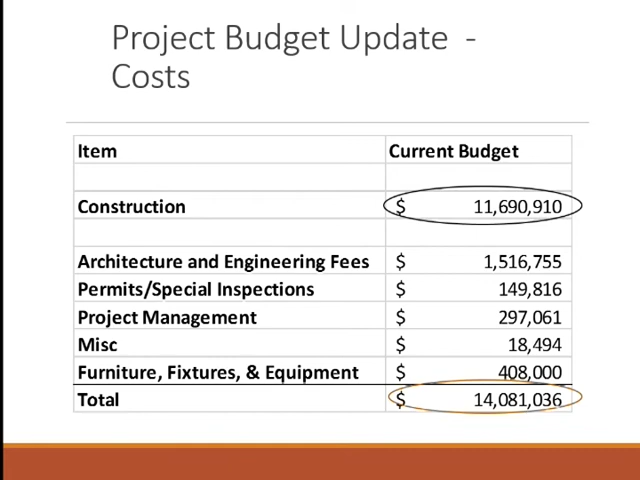 Project Budget Update -
Costs
Item Current Budget
Construction $ 11,690,910
Architecture and Engineering Fees $ 1,516,755
Permits/Special Inspections $ 149,816
Project Management $ 297,061
Misc $ 18,494
Furniture, Fixtures, & Equipment $ 408,000
Total $ 14,081,036